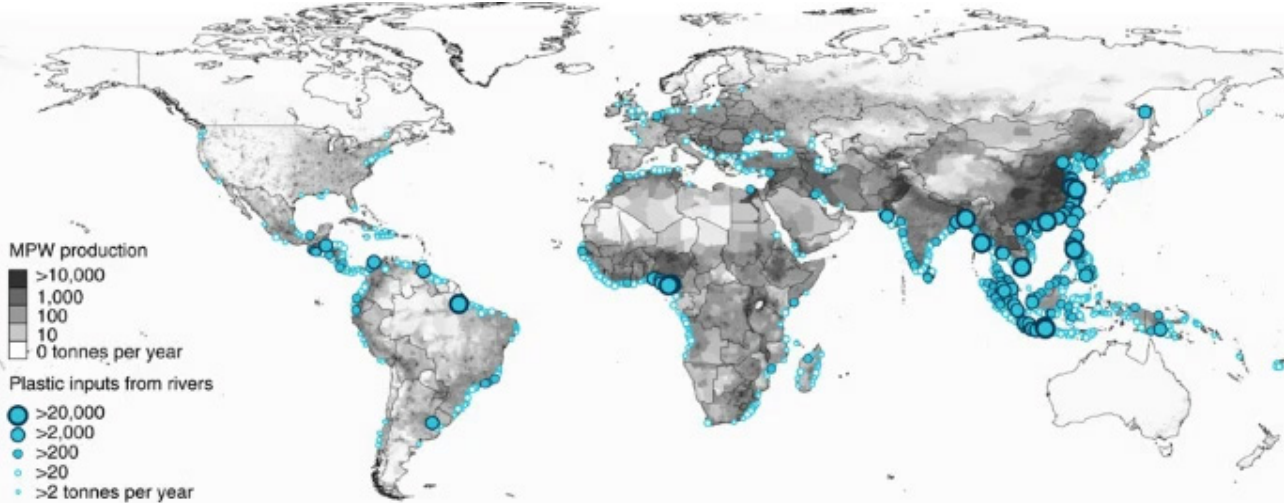 MPW production
>10,000
1,000
100
10
0 tonnes per year
Plastic inputs from rivers
>20,000
>2,000
>200
>20
>2 tonnes per year